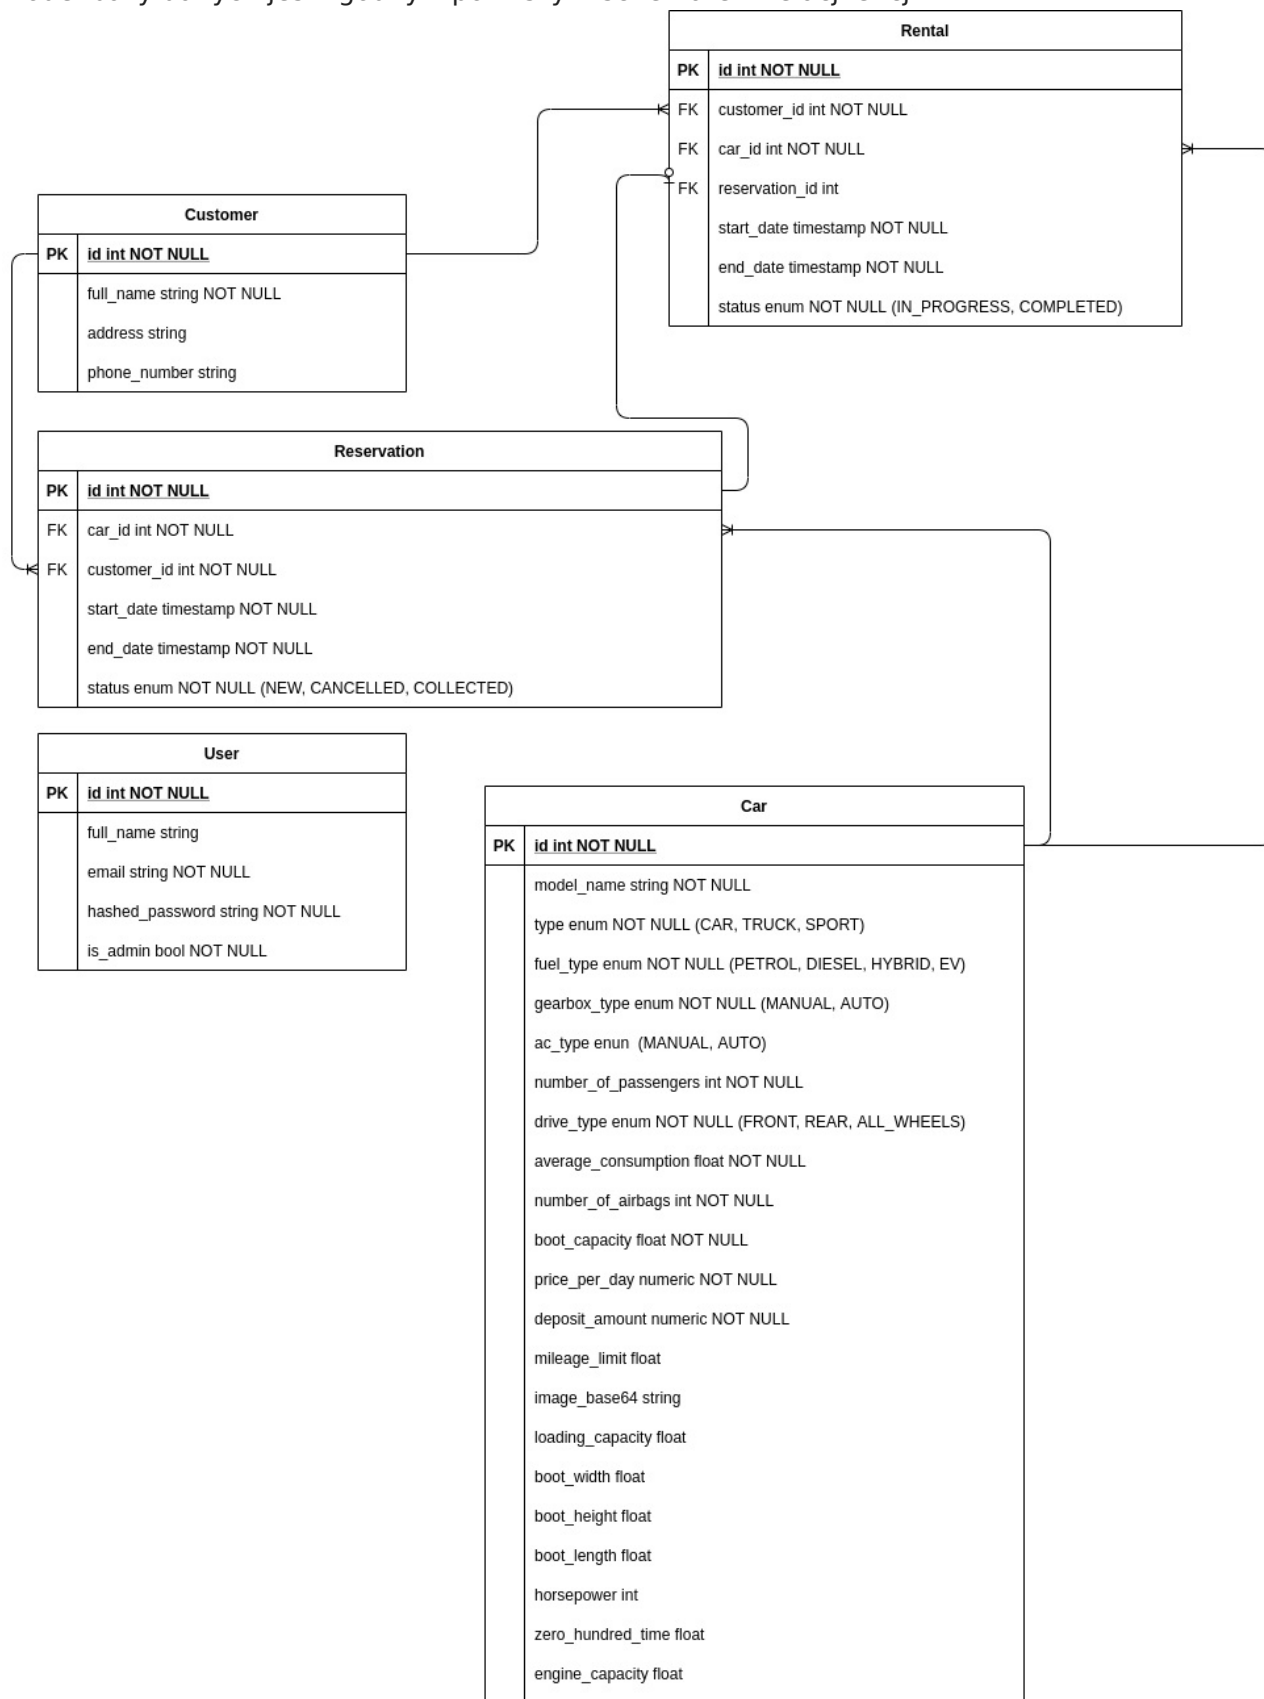 Rental
PK id int NOT NULL
FK customer_id int NOT NULL
FK car_id int NOT NULL
FK reservation_id int
start_date timestamp NOT NULL
end_date timestamp NOT NULL
status enum NOT NULL (IN_PROGRESS, COMPLETED)
Customer
PK id int NOT NULL
full_name string NOT NULL
address string
phone_number string
Reservation
PK id int NOT NULL
FK car_id int NOT NULL
FK customer_id int NOT NULL
start_date timestamp NOT NULL
end_date timestamp NOT NULL
status enum NOT NULL (NEW, CANCELLED, COLLECTED)
User
PK id int NOT NULL
full_name string
email string NOT NULL
hashed_password string NOT NULL
is_admin bool NOT NULL
Car
PK id int NOT NULL
model_name string NOT NULL
type enum NOT NULL (CAR, TRUCK, SPORT)
fuel_type enum NOT NULL (PETROL, DIESEL, HYBRID, EV)
gearbox_type enum NOT NULL (MANUAL, AUTO)
ac_type enun (MANUAL, AUTO)
number_of_passengers int NOT NULL
drive_type enum NOT NULL (FRONT, REAR, ALL_WHEELS)
average_consumption float NOT NULL
number_of_airbags int NOT NULL
boot_capacity float NOT NULL
price_per_day numeric NOT NULL
deposit_amount numeric NOT NULL
mileage_limit float
image_base64 string
loading_capacity float
boot_width float
boot_height float
boot_length float
horsepower int
zero_hundred_time float
engine_capacity float